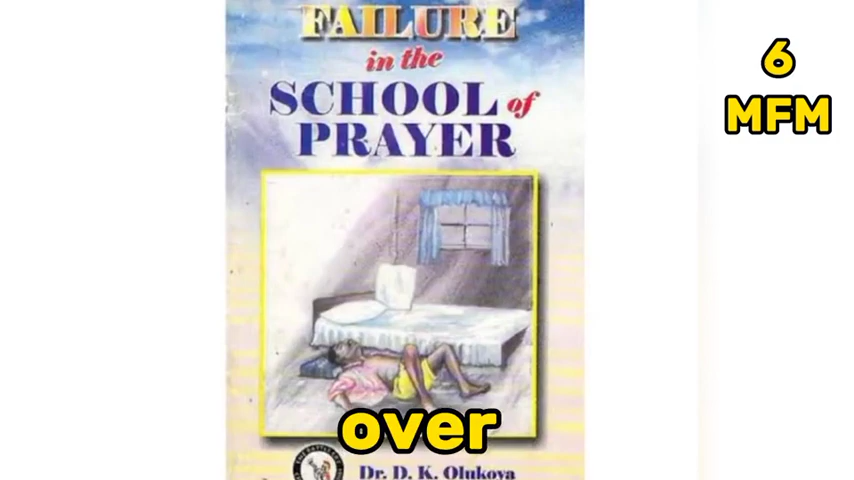 FAILURE
in the
SCHOOL of
PRAYER
6
MFM
over
Dr. D. K. Olukoya